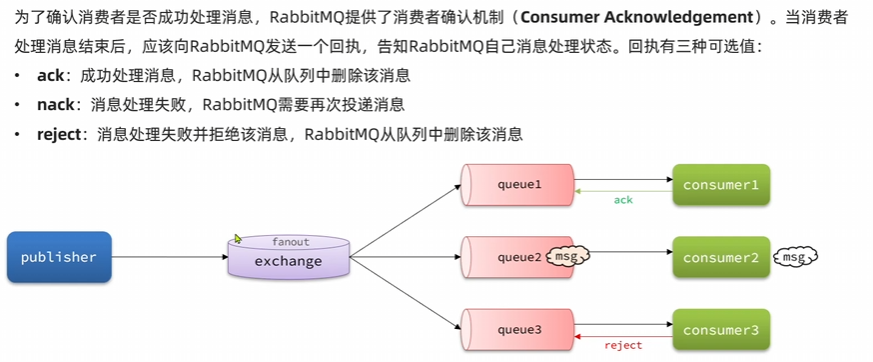 为了确认消费者是否成功处理消息，RabbitMQ提供了消费者确认机制（Consumer Acknowledgement）。当消费者
处理消息结束后，应该向RabbitMQ发送一个回执，告知RabbitMQ自己消息处理状态。回执有三种可选值：
• ack：成功处理消息，RabbitMQ从队列中删除该消息
• nack：消息处理失败，RabbitMQ需要再次投递消息
• reject：消息处理失败并拒绝该消息，RabbitMQ从队列中删除该消息
publisher
fanout
exchange
queue1
ack
consumer1
queue2
msg
consumer2
msg
queue3
reject
consumer3